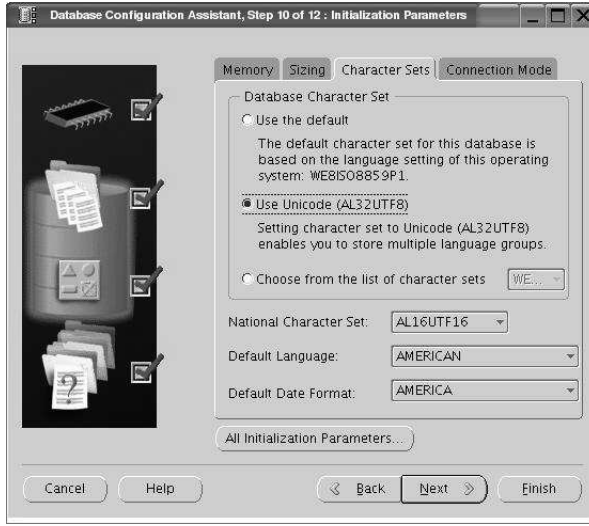 Database Configuration Assistant, Step 10 of 12 : Initialization Parameters
Memory Sizing Character Sets Connection Mode
Database Character Set
Use the default
The default character set for this database is
based on the language setting of this operating
system: WE8ISO8859P1.
Use Unicode (AL32UTF8)
Setting character set to Unicode (AL32UTF8)
enables you to store multiple language groups.
Choose from the list of character sets WE...
National Character Set: AL16UTF16
Default Language: AMERICAN
Default Date Format: AMERICA
?
All Initialization Parameters...
Cancel Help Back Next Finish